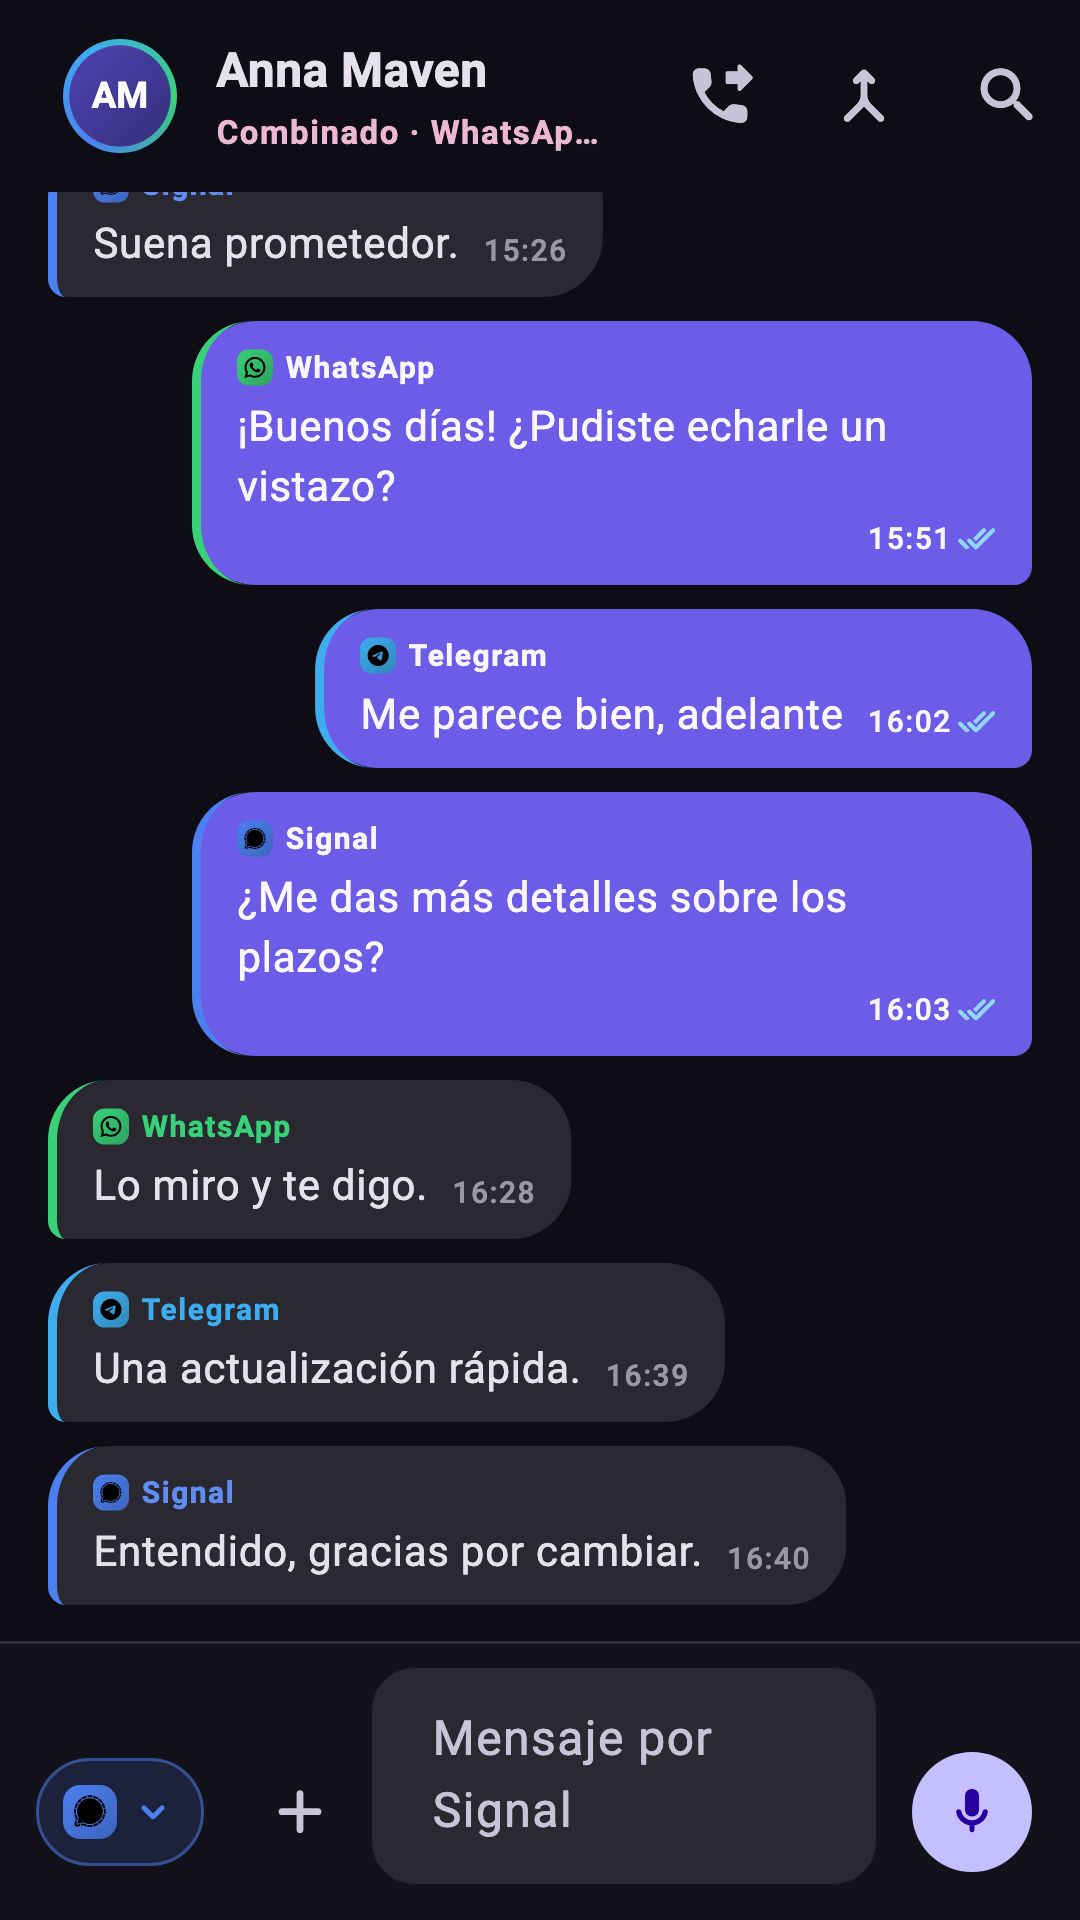 AM
Anna Maven
Combinado · WhatsAp…
Signal
Suena prometedor. 15:26
WhatsApp
¡Buenos días! ¿Pudiste echarle un
vistazo?
15:51
Telegram
Me parece bien, adelante 16:02
Signal
¿Me das más detalles sobre los
plazos?
16:03
WhatsApp
Lo miro y te digo. 16:28
Telegram
Una actualización rápida. 16:39
Signal
Entendido, gracias por cambiar. 16:40
Mensaje por
Signal